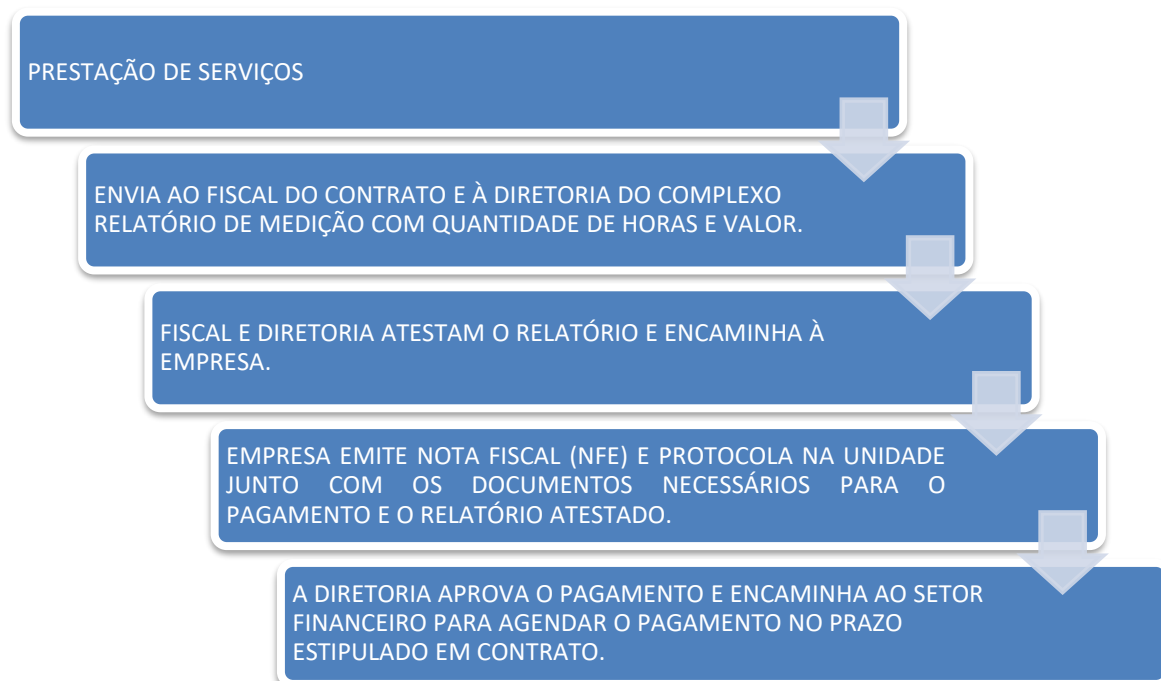 PRESTAÇÃO DE SERVIÇOS
ENVIA AO FISCAL DO CONTRATO E À DIRETORIA DO COMPLEXO
RELATÓRIO DE MEDIÇÃO COM QUANTIDADE DE HORAS E VALOR.
FISCAL E DIRETORIA ATESTAM O RELATÓRIO E ENCAMINHA À
EMPRESA.
EMPRESA EMITE NOTA FISCAL (NFE) E PROTOCOLA NA UNIDADE
JUNTO COM OS DOCUMENTOS NECESSÁRIOS PARA O
PAGAMENTO E O RELATÓRIO ATESTADO.
A DIRETORIA APROVA O PAGAMENTO E ENCAMINHA AO SETOR
FINANCEIRO PARA AGENDAR O PAGAMENTO NO PRAZO
ESTIPULADO EM CONTRATO.